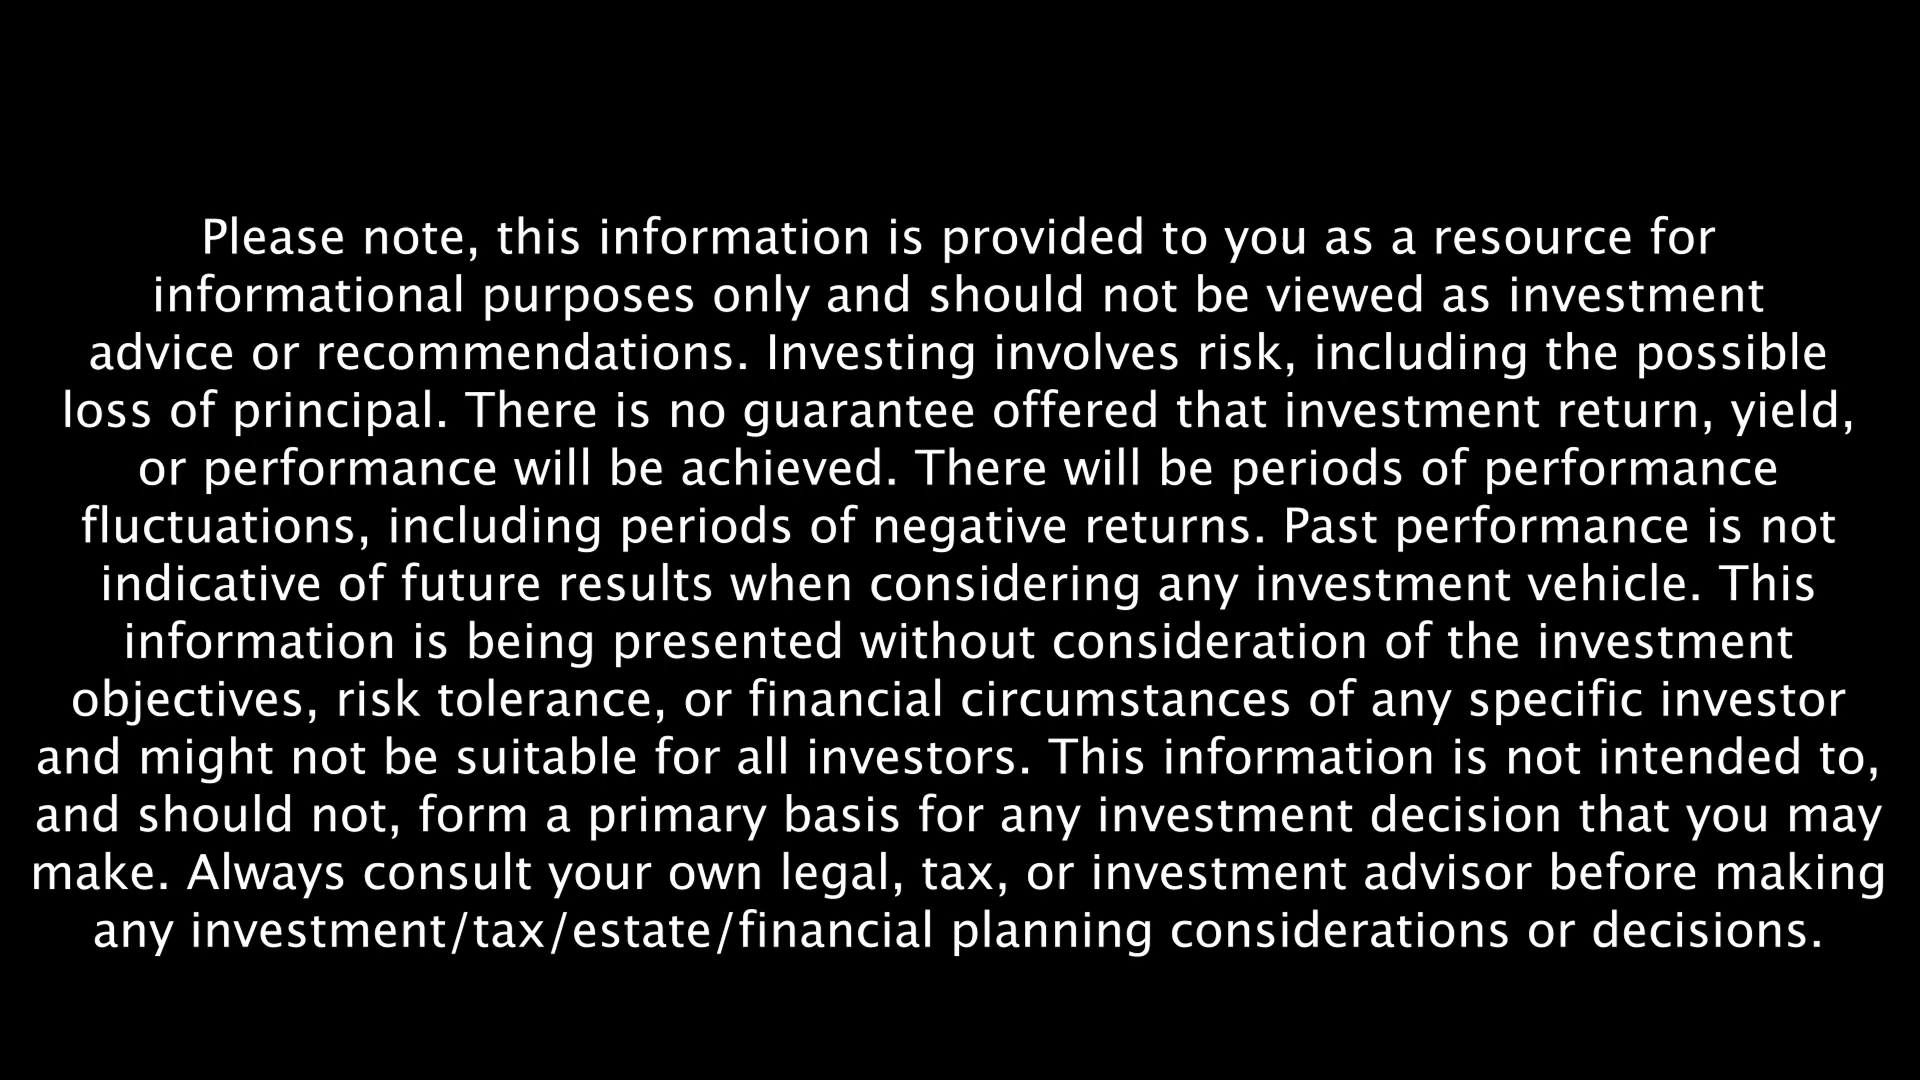 Please note, this information is provided to you as a resource for
informational purposes only and should not be viewed as investment
advice or recommendations. Investing involves risk, including the possible
loss of principal. There is no guarantee offered that investment return, yield,
or performance will be achieved. There will be periods of performance
fluctuations, including periods of negative returns. Past performance is not
indicative of future results when considering any investment vehicle. This
information is being presented without consideration of the investment
objectives, risk tolerance, or financial circumstances of any specific investor
and might not be suitable for all investors. This information is not intended to,
and should not, form a primary basis for any investment decision that you may
make. Always consult your own legal, tax, or investment advisor before making
any investment/tax/estate/financial planning considerations or decisions.